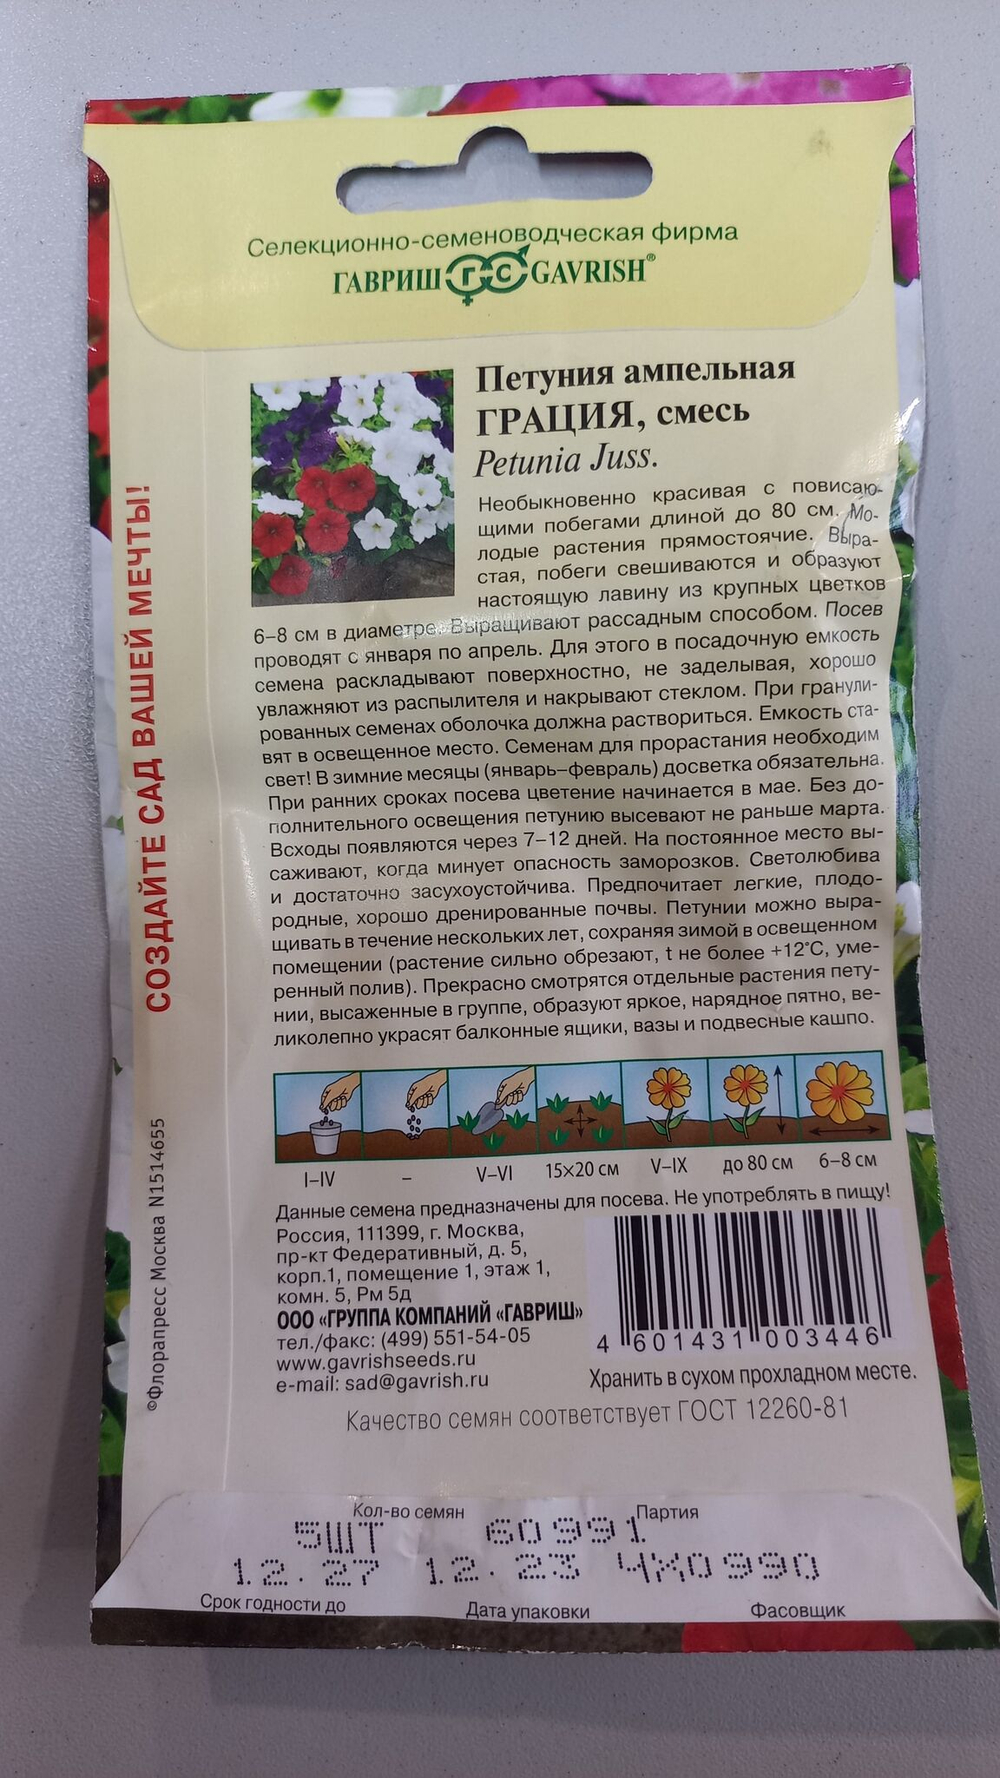 Селекционно-семеноводческая фирма
ГАВРИШ ГС GAVRISH®
Петуния ампельная
ГРАЦИЯ, смесь
Petunia Juss.
Необыкновенно красивая с повисаю-
щими побегами длиной до 80 см. Мо-
лодые растения прямостоячие. Выра-
стая, побеги свешиваются и образуют
настоящую лавину из крупных цветков
6–8 см в диаметре. Выращивают рассадным способом. Посев
проводят с января по апрель. Для этого в посадочную емкость
семена раскладывают поверхностно, не заделывая, хорошо
увлажняют из распылителя и накрывают стеклом. При гранули-
рованных семенах оболочка должна раствориться. Емкость ста-
вят в освещенное место. Семенам для прорастания необходим
свет! В зимние месяцы (январь–февраль) досветка обязательна.
При ранних сроках посева цветение начинается в мае. Без до-
полнительного освещения петунию высевают не раньше марта.
Всходы появляются через 7–12 дней. На постоянное место вы-
саживают, когда минует опасность заморозков. Светолюбива
и достаточно засухоустойчива. Предпочитает легкие, плодо-
родные, хорошо дренированные почвы. Петунии можно выра-
щивать в течение нескольких лет, сохраняя зимой в освещенном
помещении (растение сильно обрезают, t не более +12°С, уме-
ренный полив). Прекрасно смотрятся отдельные растения пету-
нии, высаженные в группе, образуют яркое, нарядное пятно, ве-
ликолепно украсят балконные ящики, вазы и подвесные кашпо.
I–IV – V–VI 15×20 см V–IX до 80 см 6–8 см
Данные семена предназначены для посева. Не употреблять в пищу!
Россия, 111399, г. Москва,
пр-кт Федеративный, д. 5,
корп.1, помещение 1, этаж 1,
комн. 5, Рм 5д
ООО «ГРУППА КОМПАНИЙ «ГАВРИШ»
тел./факс: (499) 551-54-05
www.gavrishseeds.ru
e-mail: sad@gavrish.ru
4 601431 003446
Хранить в сухом прохладном месте.
Качество семян соответствует ГОСТ 12260-81
Кол-во семян Партия
5ШТ 60991
12.27 12.23 ЧХ0990
Срок годности до Дата упаковки Фасовщик
СОЗДАЙТЕ САД ВАШЕЙ МЕЧТЫ!
©Флорапресс Москва N1514655